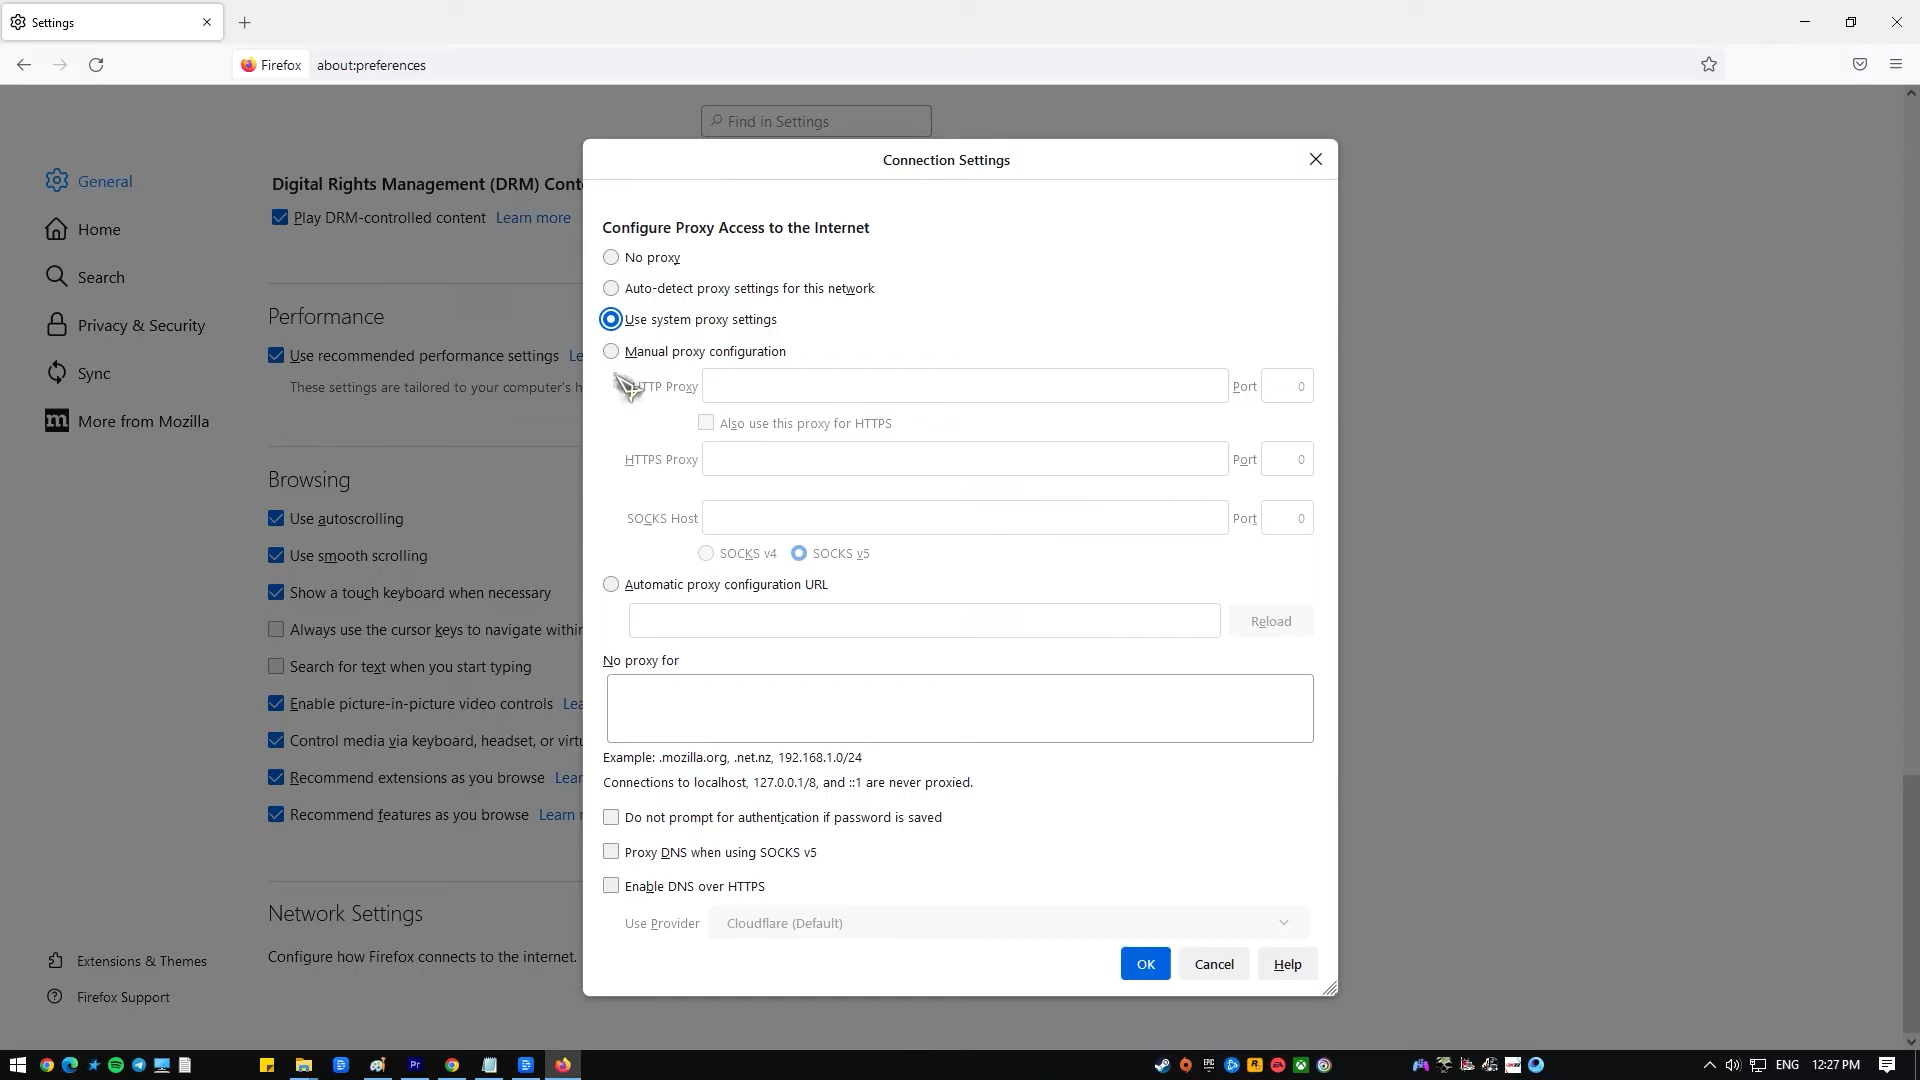 Settings
Firefox
about:preferences
Find in Settings
General
Home
Search
Privacy & Security
Sync
More from Mozilla
Extensions & Themes
Firefox Support
Digital Rights Management (DRM) Cont
Play DRM-controlled content Learn more
Performance
Use recommended performance settings Le
These settings are tailored to your computer's h
Browsing
Use autoscrolling
Use smooth scrolling
Show a touch keyboard when necessary
Always use the cursor keys to navigate within
Search for text when you start typing
Enable picture-in-picture video controls Lea
Control media via keyboard, headset, or virtu
Recommend extensions as you browse Lear
Recommend features as you browse Learn r
Network Settings
Configure how Firefox connects to the internet.
Connection Settings
Configure Proxy Access to the Internet
No proxy
Auto-detect proxy settings for this network
Use system proxy settings
Manual proxy configuration
HTTP Proxy Port 0
Also use this proxy for HTTPS
HTTPS Proxy Port 0
SOCKS Host Port 0
SOCKS v4 SOCKS v5
Automatic proxy configuration URL
Reload
No proxy for
Example: .mozilla.org, .net.nz, 192.168.1.0/24
Connections to localhost, 127.0.0.1/8, and ::1 are never proxied.
Do not prompt for authentication if password is saved
Proxy DNS when using SOCKS v5
Enable DNS over HTTPS
Use Provider Cloudflare (Default)
OK Cancel Help
Pr
EPIC
ENG 12:27 PM